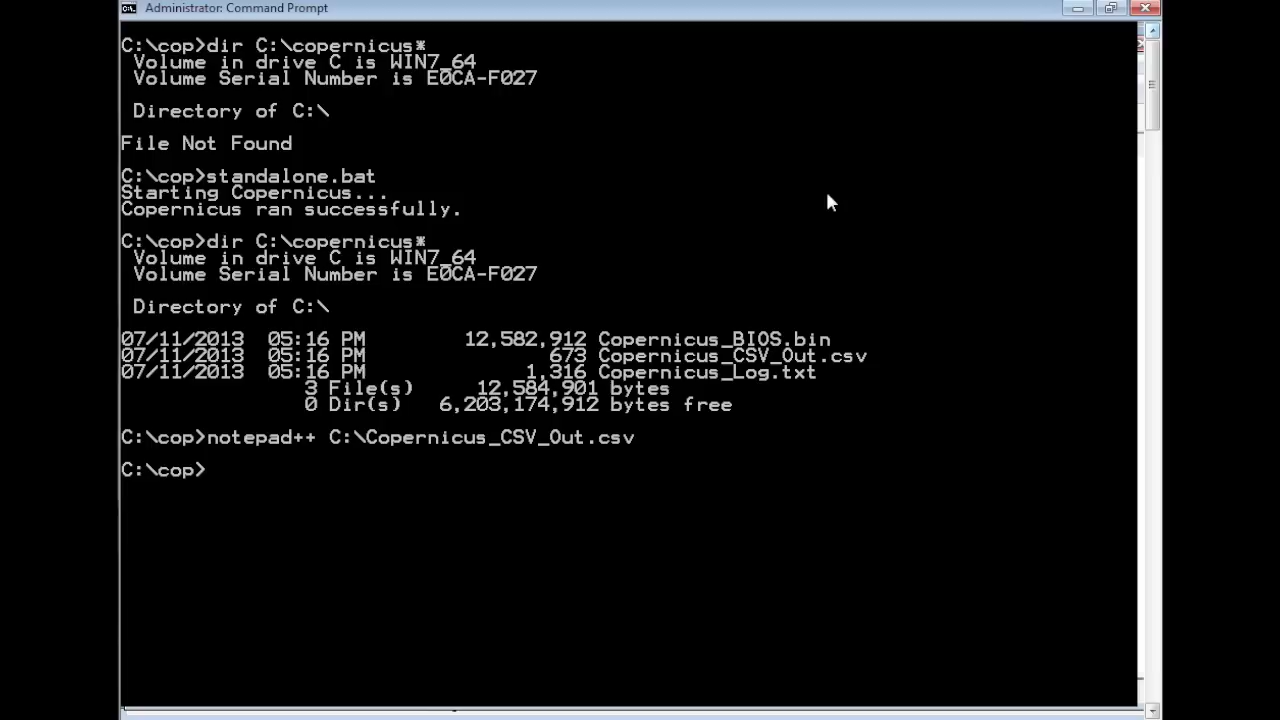 Administrator: Command Prompt
C:\cop>dir C:\copernicus*
Volume in drive C is WIN7_64
Volume Serial Number is E0CA-F027
Directory of C:\
File Not Found
C:\cop>standalone.bat
Starting Copernicus...
Copernicus ran successfully.
C:\cop>dir C:\copernicus*
Volume in drive C is WIN7_64
Volume Serial Number is E0CA-F027
Directory of C:\
07/11/2013  05:16 PM        12,582,912 Copernicus_BIOS.bin
07/11/2013  05:16 PM               673 Copernicus_CSV_Out.csv
07/11/2013  05:16 PM             1,316 Copernicus_Log.txt
3 File(s)     12,584,901 bytes
0 Dir(s)   6,203,174,912 bytes free
C:\cop>notepad++ C:\Copernicus_CSV_Out.csv
C:\cop>